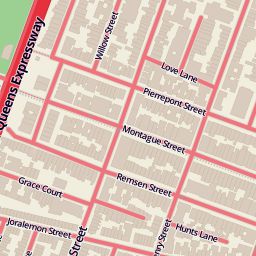 Willow Street
Queens Expressway
Love Lane
Pierrepont Street
Montague Street
Remsen Street
Grace Court
Joralemon Street
Street
Street
Hunts Lane